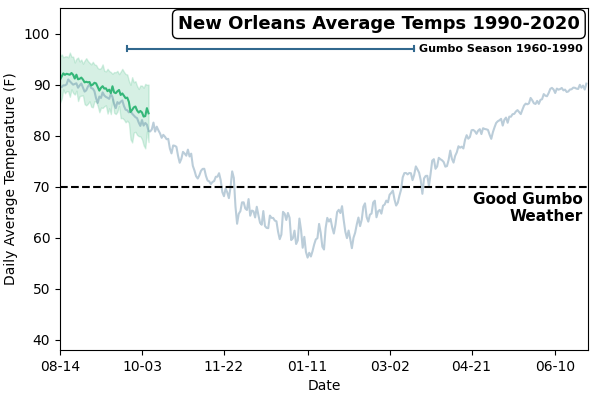 New Orleans Average Temps 1990-2020
Gumbo Season 1960-1990
Good Gumbo
Weather
Daily Average Temperature (F)
100
90
80
70
60
50
40
08-14
10-03
11-22
01-11
03-02
04-21
06-10
Date